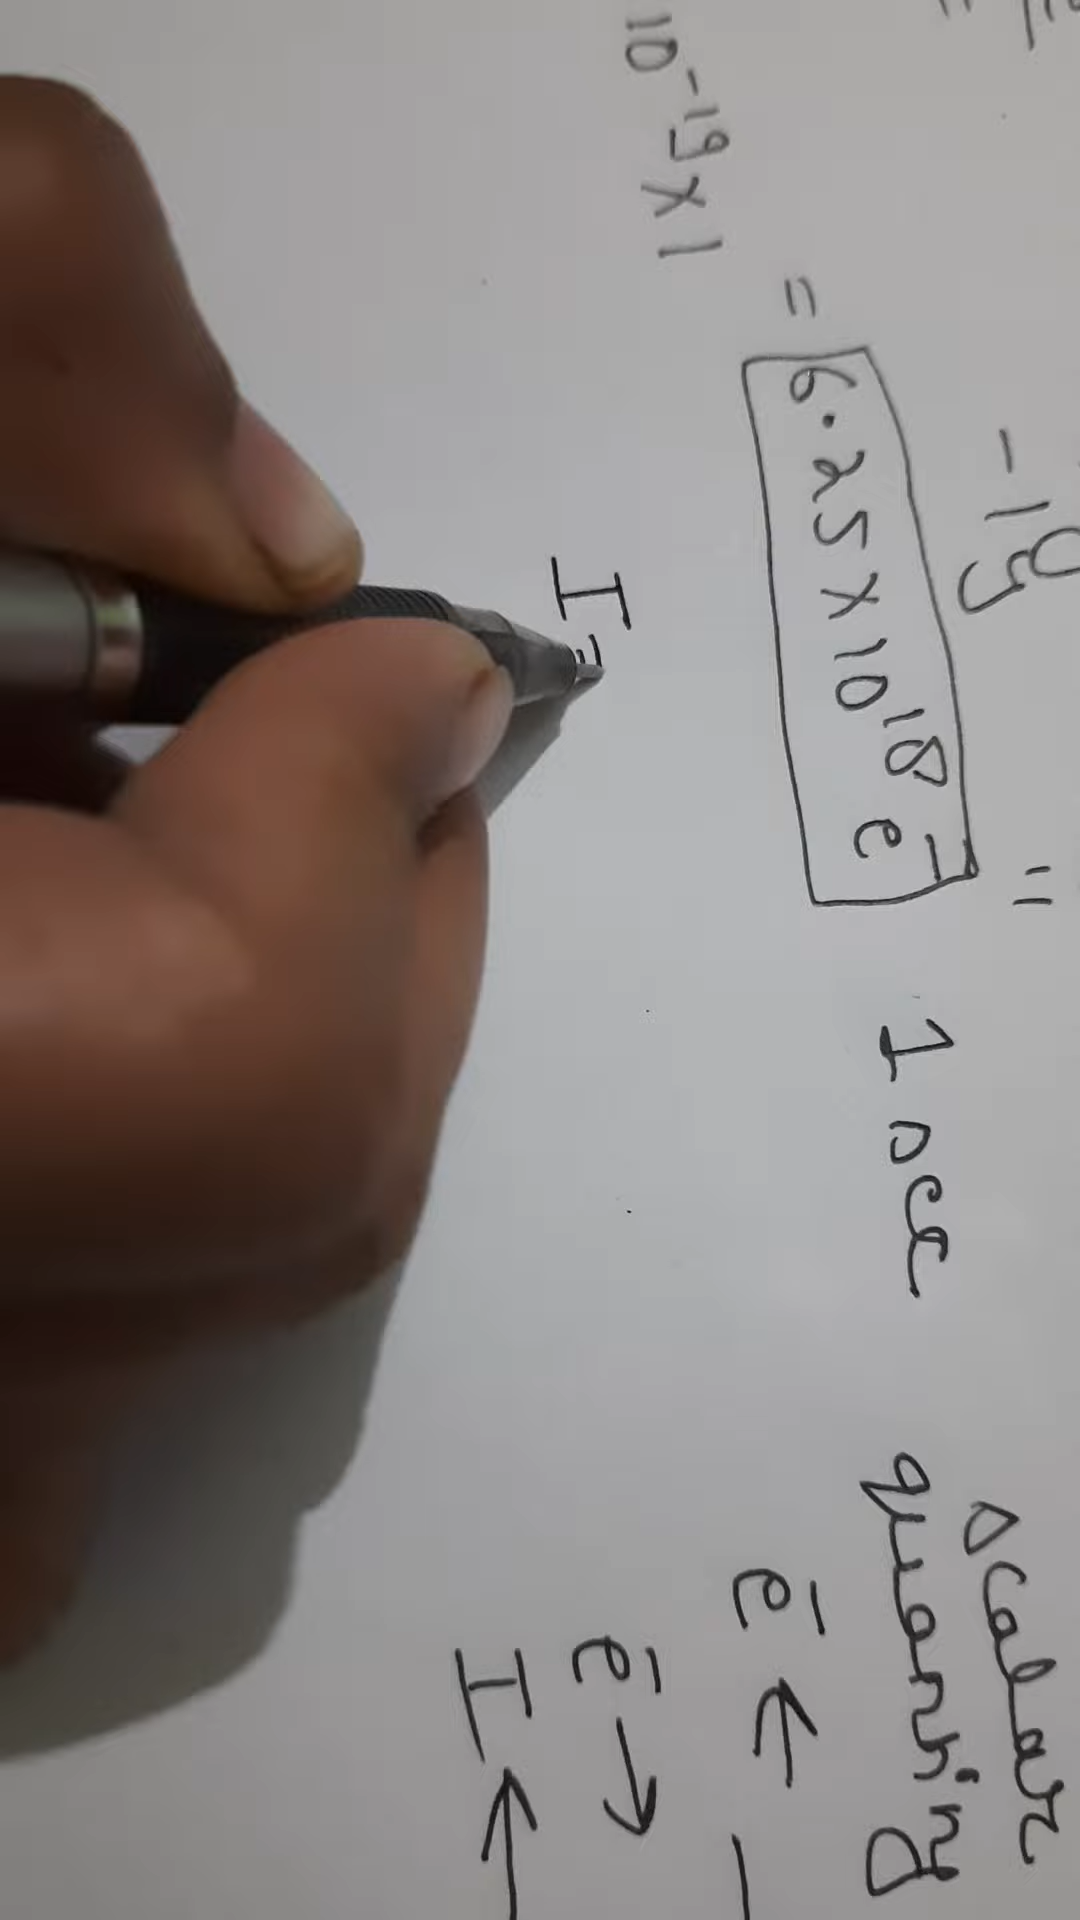 -19
10⁻¹⁹ x 1 = 6.25 x 10¹⁸ e⁻
=
1 sec
I =
scalar
quantity
e⁻ ←
e⁻ →
I ←